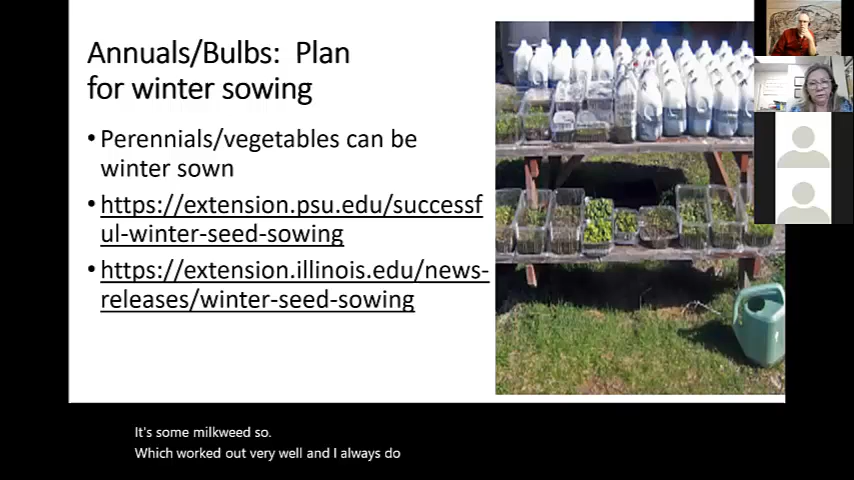 Annuals/Bulbs: Plan
for winter sowing
• Perennials/vegetables can be
winter sown
• https://extension.psu.edu/successf
ul-winter-seed-sowing
• https://extension.illinois.edu/news-
releases/winter-seed-sowing
It's some milkweed so.
Which worked out very well and I always do